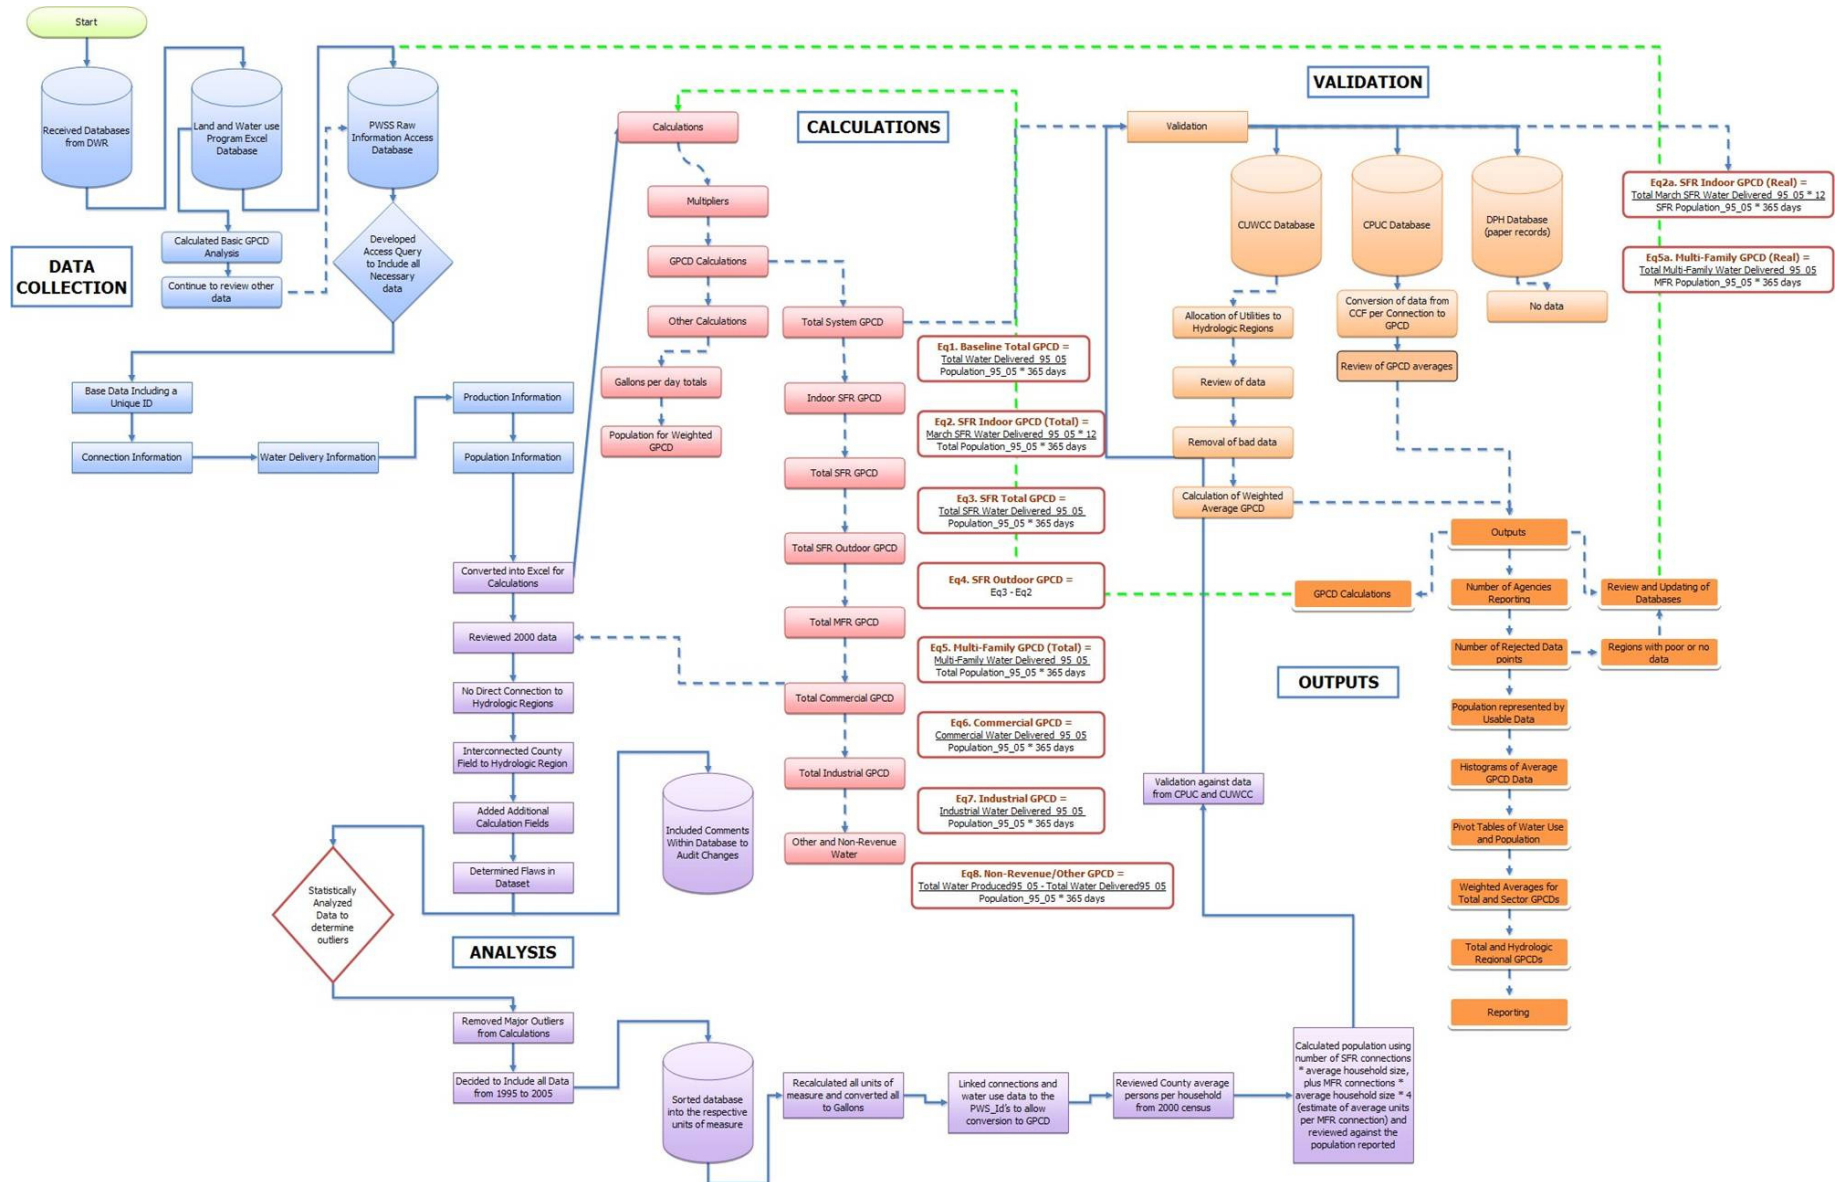 Start
Received Databases
from DWR
Land and Water use
Program Excel
Database
PWSS Raw
Information Access
Database
Calculated Basic GPCD
Analysis
Continue to review other
data
Developed
Access Query
to Include all
Necessary
data
DATA
COLLECTION
Base Data Including a
Unique ID
Connection Information
Water Delivery Information
Production Information
Population Information
Converted into Excel for
Calculations
Reviewed 2000 data
No Direct Connection to
Hydrologic Regions
Interconnected County
Field to Hydrologic Region
Added Additional
Calculation Fields
Determined Flaws in
Dataset
Included Comments
Within Database to
Audit Changes
Statistically
Analyzed
Data to
determine
outliers
ANALYSIS
Removed Major Outliers
from Calculations
Decided to Include all Data
from 1995 to 2005
Sorted database
into the respective
units of measure
Recalculated all units of
measure and converted all
to Gallons
Linked connections and
water use data to the
PWS_Id's to allow
conversion to GPCD
Reviewed County average
persons per household
from 2000 census
Calculated population using
number of SFR connections
* average household size,
plus MFR connections *
average household size * 4
(estimate of average units
per MFR connection) and
reviewed against the
population reported
Validation against data
from CPUC and CUWCC
CALCULATIONS
Calculations
Multipliers
GPCD Calculations
Other Calculations
Gallons per day totals
Population for Weighted
GPCD
Total System GPCD
Indoor SFR GPCD
Total SFR GPCD
Total SFR Outdoor GPCD
Total MFR GPCD
Total Commercial GPCD
Total Industrial GPCD
Other and Non-Revenue
Water
Eq1. Baseline Total GPCD =
Total Water Delivered_95_05
Population_95_05 * 365 days
Eq2. SFR Indoor GPCD (Total) =
March SFR Water Delivered_95_05 * 12
Total Population_95_05 * 365 days
Eq3. SFR Total GPCD =
Total SFR Water Delivered_95_05
Population_95_05 * 365 days
Eq4. SFR Outdoor GPCD =
Eq3 - Eq2
Eq5. Multi-Family GPCD (Total) =
Multi-Family Water Delivered_95_05
Total Population_95_05 * 365 days
Eq6. Commercial GPCD =
Commercial Water Delivered_95_05
Population_95_05 * 365 days
Eq7. Industrial GPCD =
Industrial Water Delivered_95_05
Population_95_05 * 365 days
Eq8. Non-Revenue/Other GPCD =
Total Water Produced95_05 - Total Water Delivered95_05
Population_95_05 * 365 days
VALIDATION
Validation
CUWCC Database
CPUC Database
DPH Database
(paper records)
Allocation of Utilities to
Hydrologic Regions
Review of data
Removal of bad data
Calculation of Weighted
Average GPCD
Conversion of data from
CCF per Connection to
GPCD
Review of GPCD averages
No data
Eq2a. SFR Indoor GPCD (Real) =
Total March SFR Water Delivered_95_05 * 12
SFR Population_95_05 * 365 days
Eq5a. Multi-Family GPCD (Real) =
Total Multi-Family Water Delivered_95_05
MFR Population_95_05 * 365 days
OUTPUTS
Outputs
GPCD Calculations
Number of Agencies
Reporting
Review and Updating of
Databases
Number of Rejected Data
points
Regions with poor or no
data
Population represented by
Usable Data
Histograms of Average
GPCD Data
Pivot Tables of Water Use
and Population
Weighted Averages for
Total and Sector GPCDs
Total and Hydrologic
Regional GPCDs
Reporting